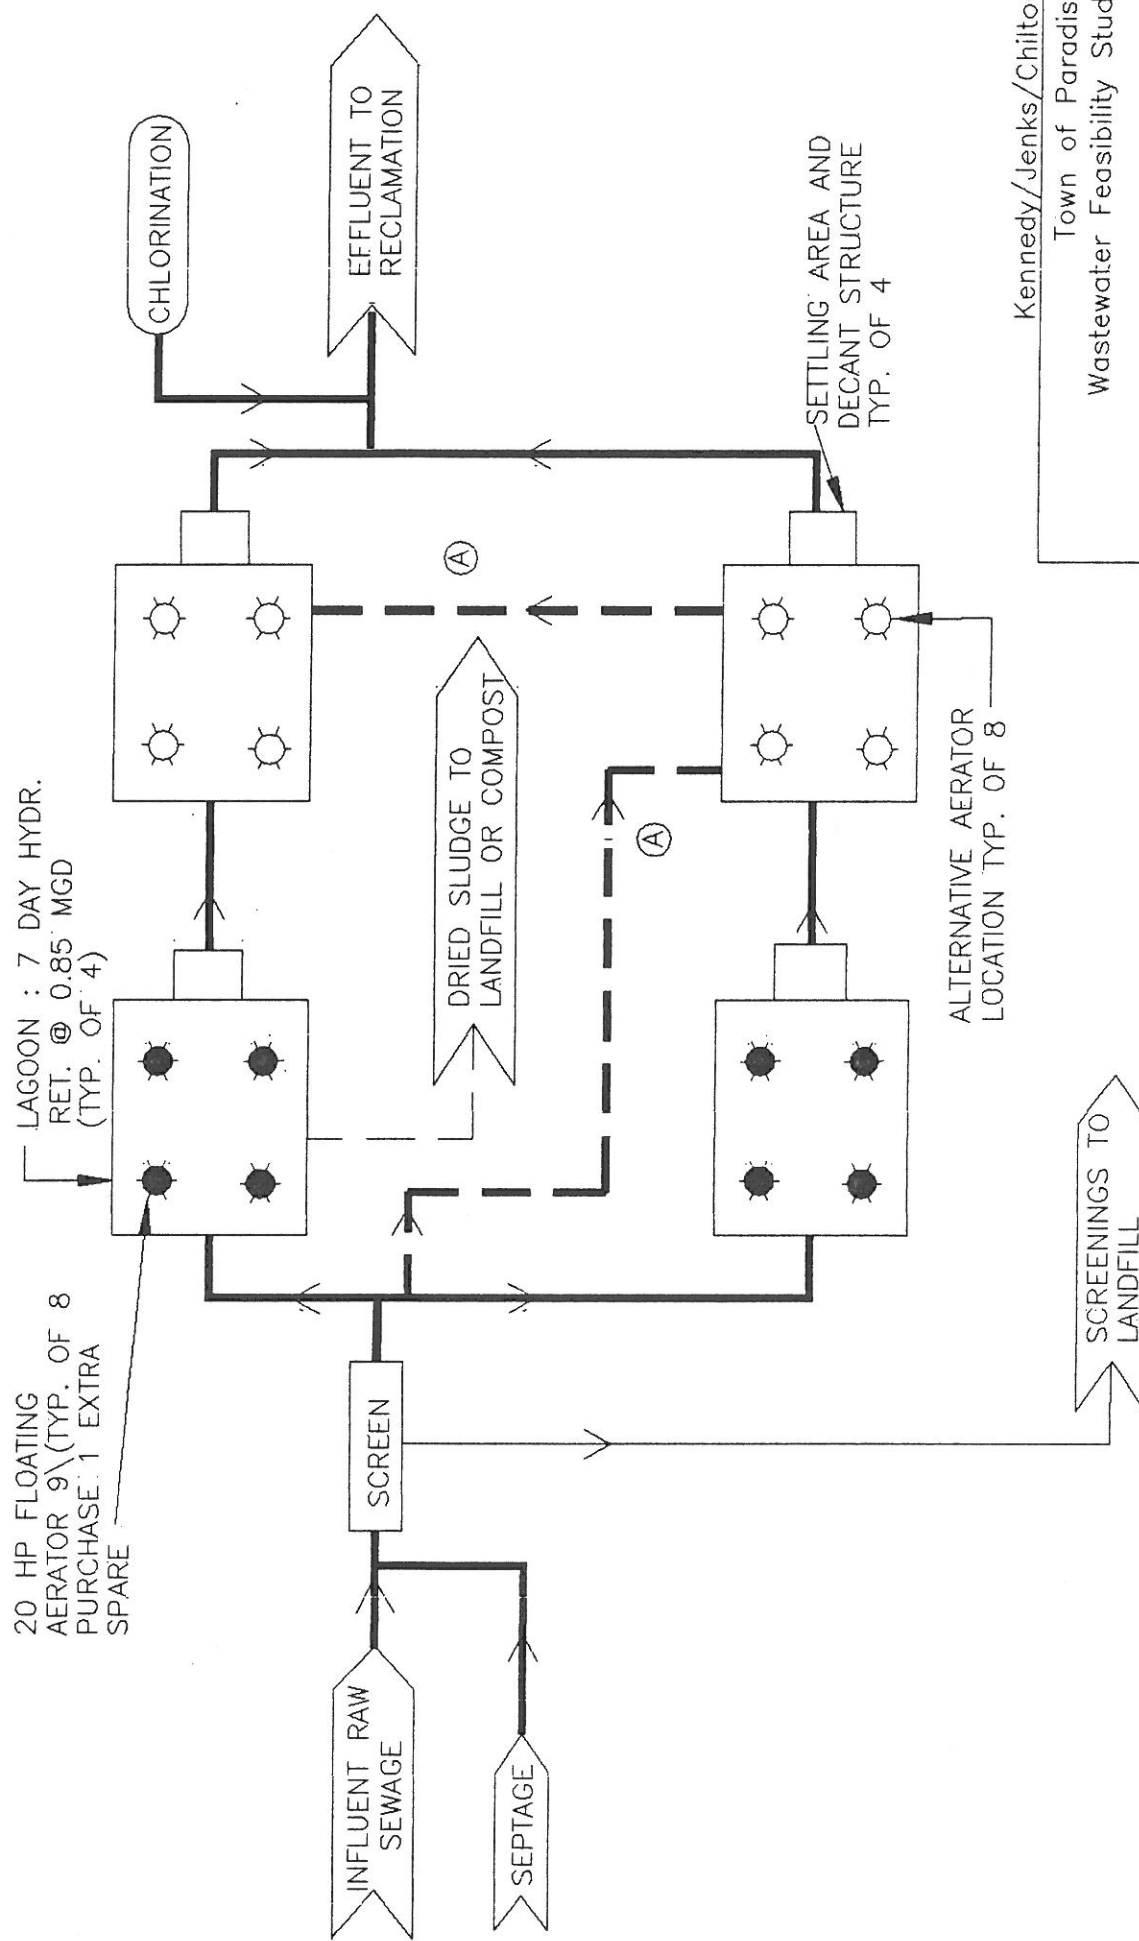 20 HP FLOATING
AERATOR 9\(TYP. OF 8
PURCHASE 1 EXTRA
SPARE
LAGOON : 7 DAY HYDR.
RET. @ 0.85 MGD
(TYP. OF 4)
CHLORINATION
EFFLUENT TO
RECLAMATION
INFLUENT RAW
SEWAGE
SEPTAGE
SCREEN
DRIED SLUDGE TO
LANDFILL OR COMPOST
A
A
SETTLING AREA AND
DECANT STRUCTURE
TYP. OF 4
ALTERNATIVE AERATOR
LOCATION TYP. OF 8
SCREENINGS TO
LANDFILL
Kennedy/Jenks/Chilto
Town of Paradis
Wastewater Feasibility Stud